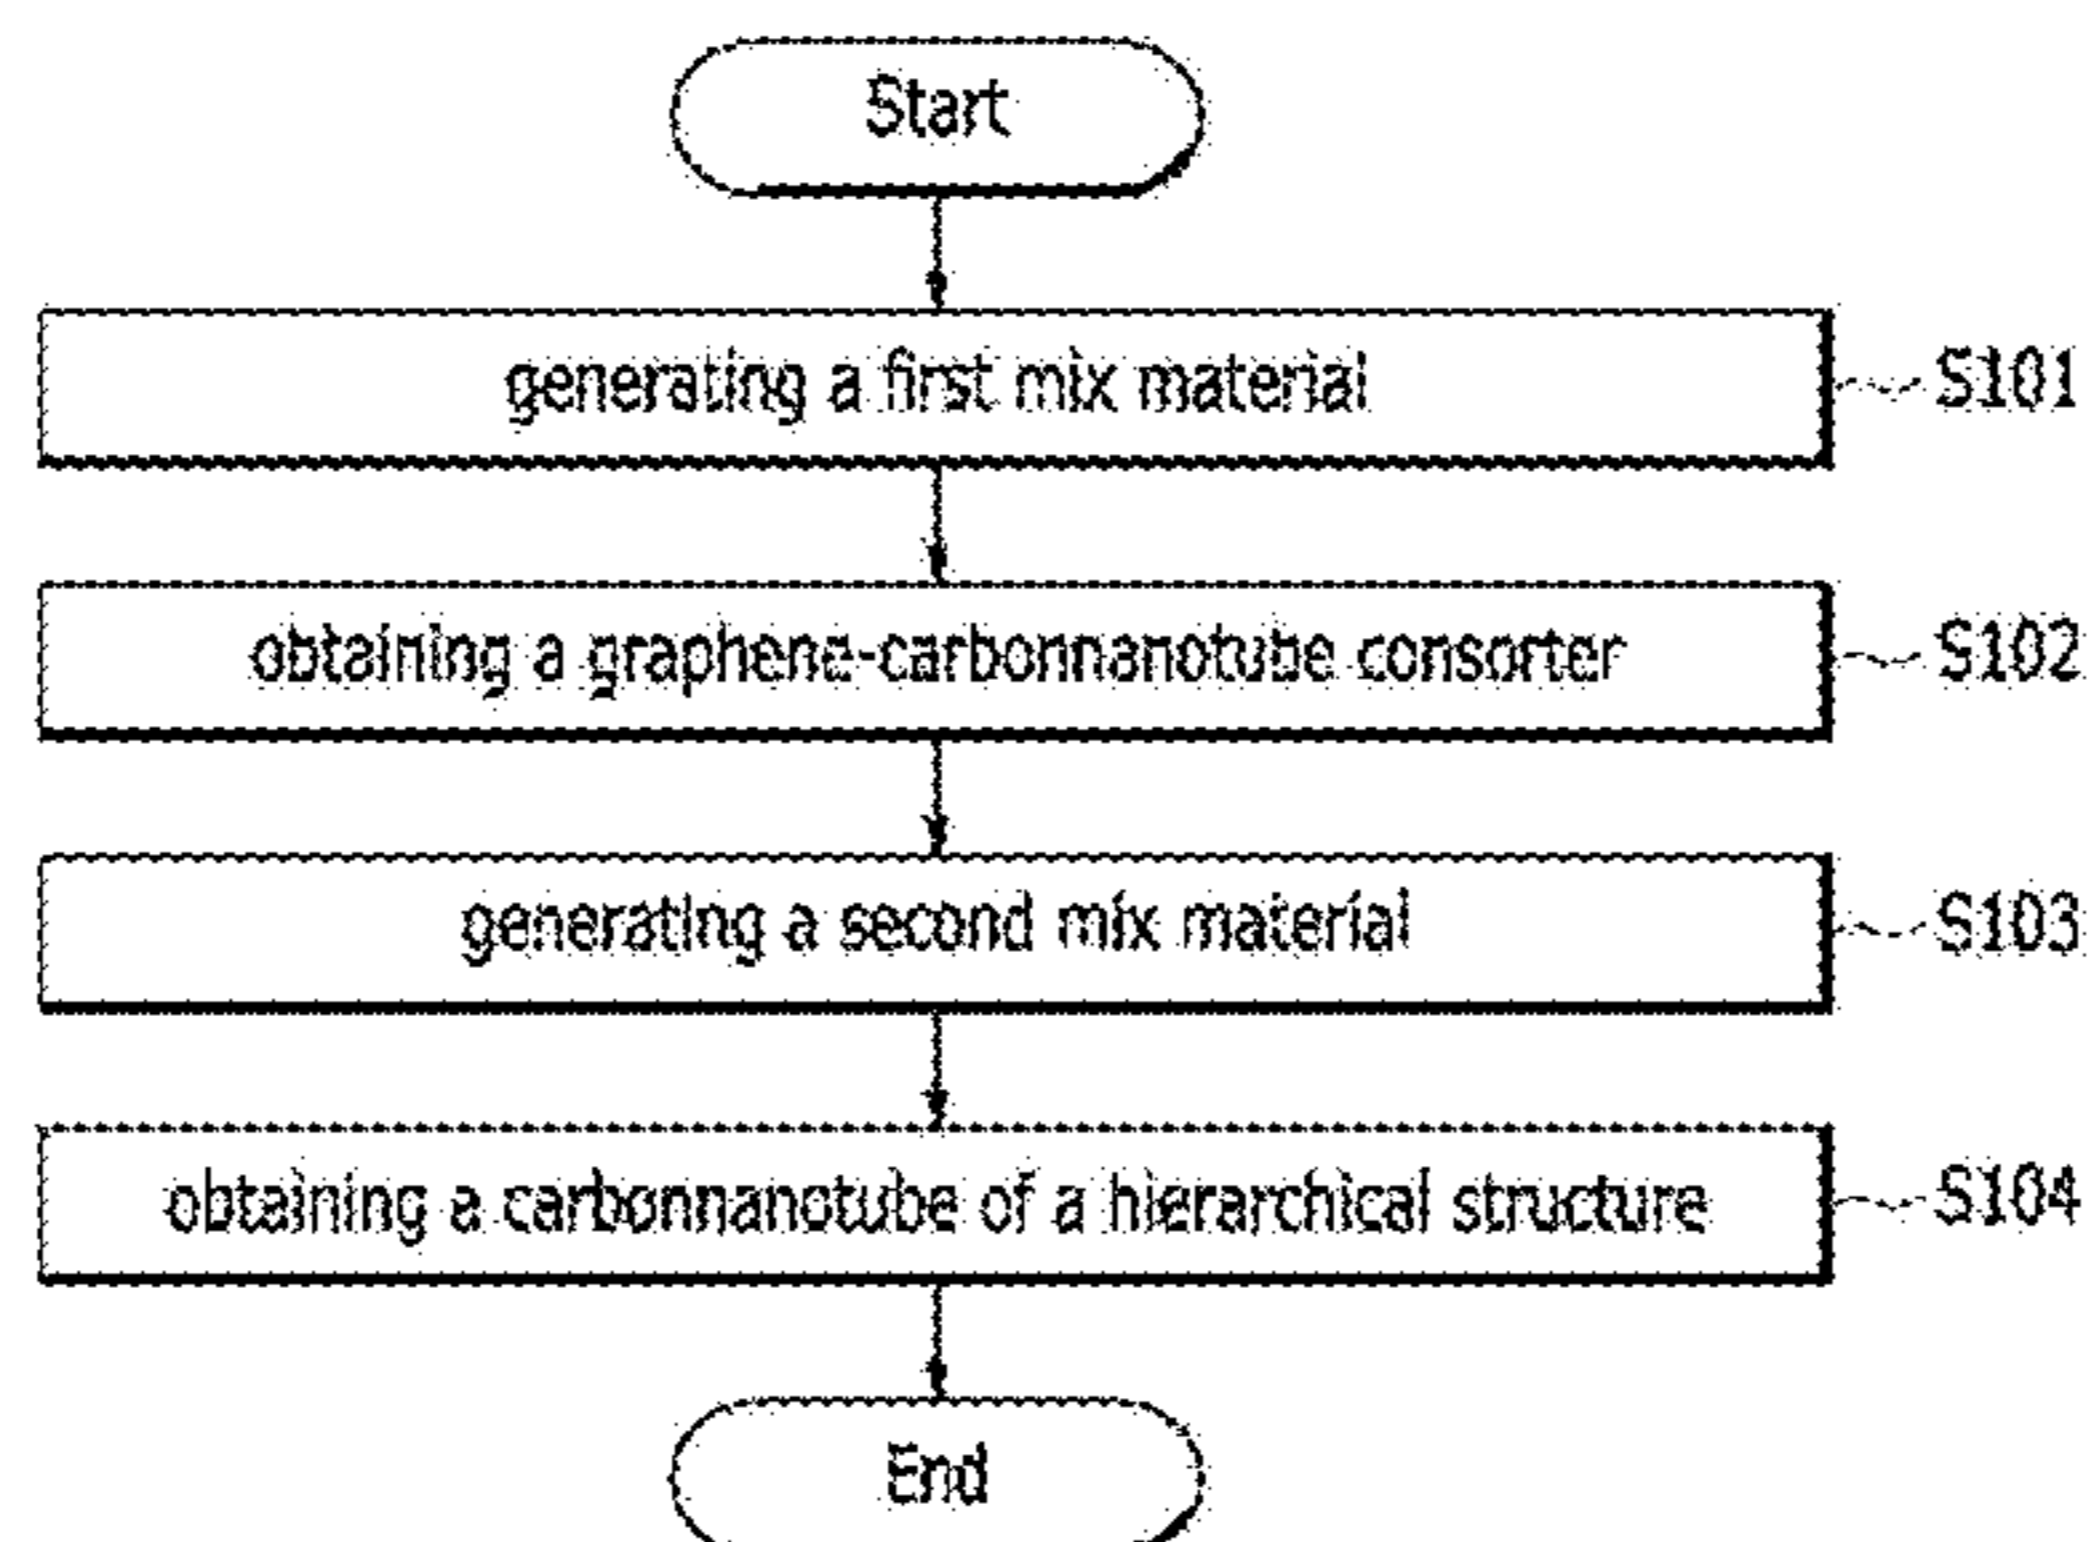 Start
generating a first mix material
S101
obtaining a graphene-carbonnanotube consorter
S102
generating a second mix material
S103
obtaining a carbonnanotube of a hierarchical structure
S104
End